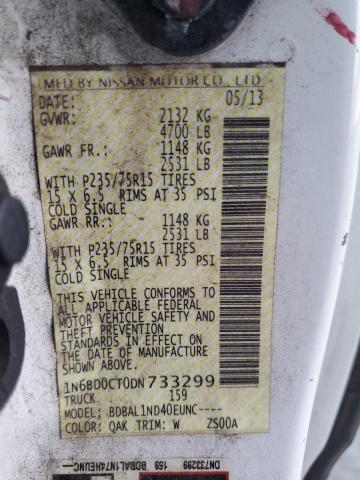 MFD BY NISSAN MOTOR CO., LTD.
DATE: 05/13
GVWR: 2132 KG
4700 LB
GAWR FR.: 1148 KG
2531 LB
WITH P235/75R15 TIRES
15 X 6.5 RIMS AT 35 PSI
COLD SINGLE
GAWR RR.: 1148 KG
2531 LB
WITH P235/75R15 TIRES
15 X 6.5 RIMS AT 35 PSI
COLD SINGLE
THIS VEHICLE CONFORMS TO
ALL APPLICABLE FEDERAL
MOTOR VEHICLE SAFETY AND
THEFT PREVENTION
STANDARDS IN EFFECT ON
THE DATE OF MANUFACTURE
SHOWN ABOVE.
1N6BD0CT0DN733299
TRUCK 159
MODEL: BDBAL1ND40EUNC----
COLOR: QAK TRIM: W ZS00A
DN733299 159 BDBAL1N74HEUNC---